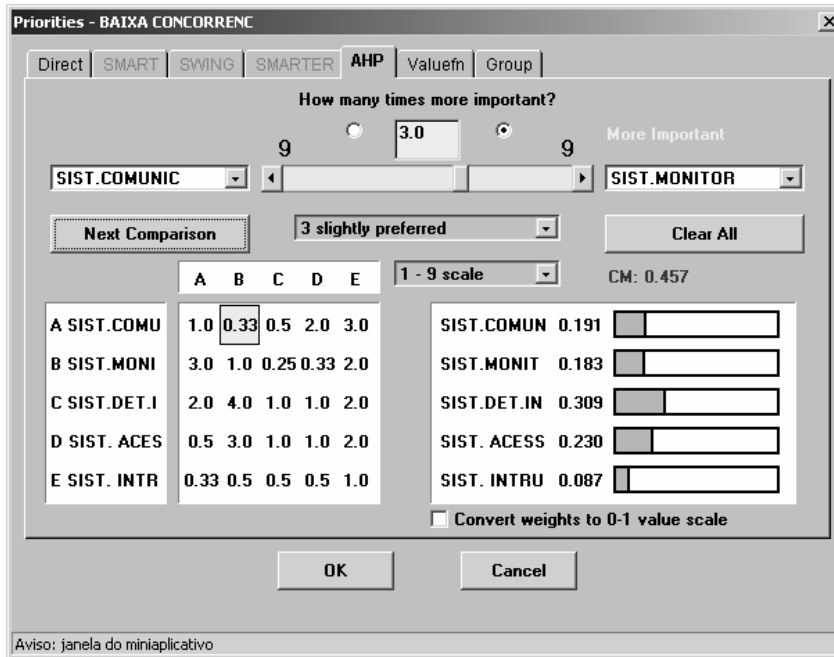 Priorities - BAIXA CONCORRENC
Direct SMART SWING SMARTER AHP Valuefn Group
How many times more important?
9 3.0 9 More Important
SIST.COMUNIC SIST.MONITOR
Next Comparison 3 slightly preferred Clear All
A B C D E 1 - 9 scale CM: 0.457
A SIST.COMU 1.0 0.33 0.5 2.0 3.0 SIST.COMUN 0.191
B SIST.MONI 3.0 1.0 0.25 0.33 2.0 SIST.MONIT 0.183
C SIST.DET.I 2.0 4.0 1.0 1.0 2.0 SIST.DET.IN 0.309
D SIST. ACES 0.5 3.0 1.0 1.0 2.0 SIST. ACESS 0.230
E SIST. INTR 0.33 0.5 0.5 0.5 1.0 SIST. INTRU 0.087
Convert weights to 0-1 value scale
OK Cancel
Aviso: janela do miniaplicativo